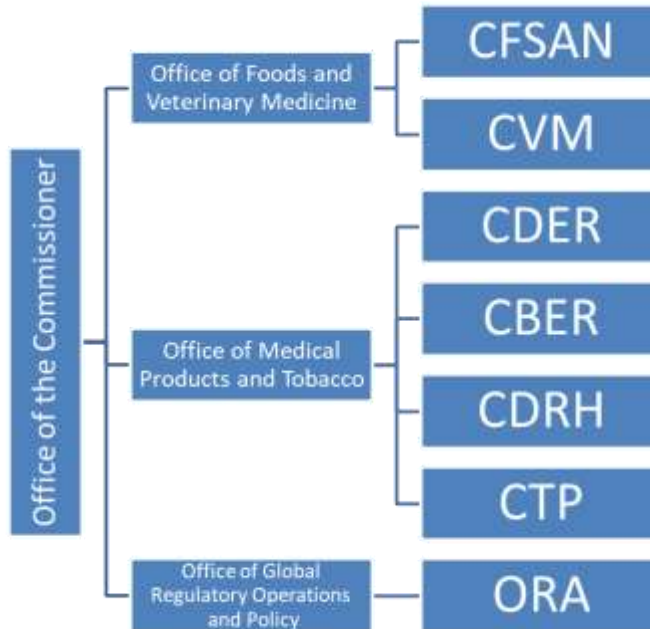 Office of the Commissioner
Office of Foods and
Veterinary Medicine
CFSAN
CVM
Office of Medical
Products and Tobacco
CDER
CBER
CDRH
CTP
Office of Global
Regulatory Operations
and Policy
ORA